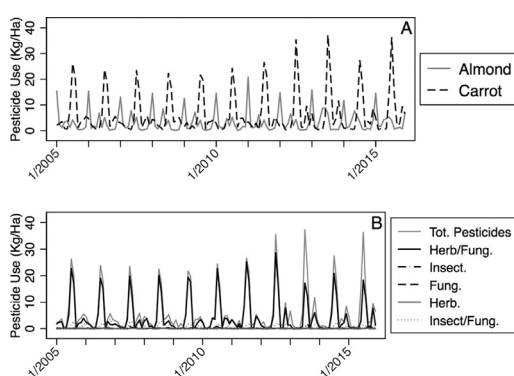 A
Pesticide Use (Kg/Ha)
40
30
20
10
0
1/2005
1/2010
1/2015
Almond
Carrot
B
Pesticide Use (Kg/Ha)
40
30
20
10
0
1/2005
1/2010
1/2015
Tot. Pesticides
Herb/Fung.
Insect.
Fung.
Herb.
Insect/Fung.